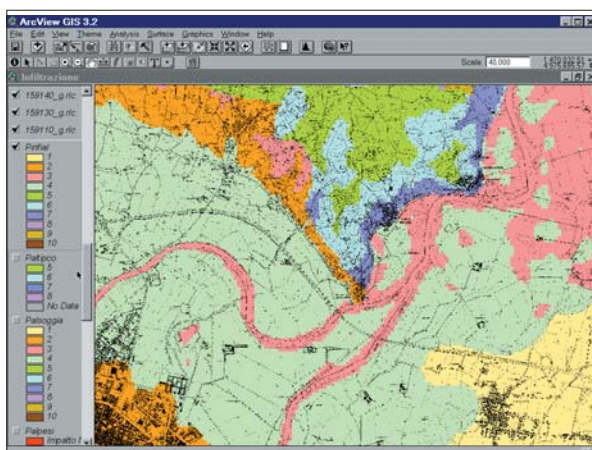 ArcView GIS 3.2
File Edit View Theme Analysis Surface Graphics Window Help
Scale 40,000
Infiltrazione
159140_g.rlc
159130_g.rlc
159110_g.rlc
Pinfial
1
2
3
4
5
6
7
8
9
10
5
6
7
8
No Data
Palsoggia
1
2
3
4
5
6
7
8
9
10
Palpesi